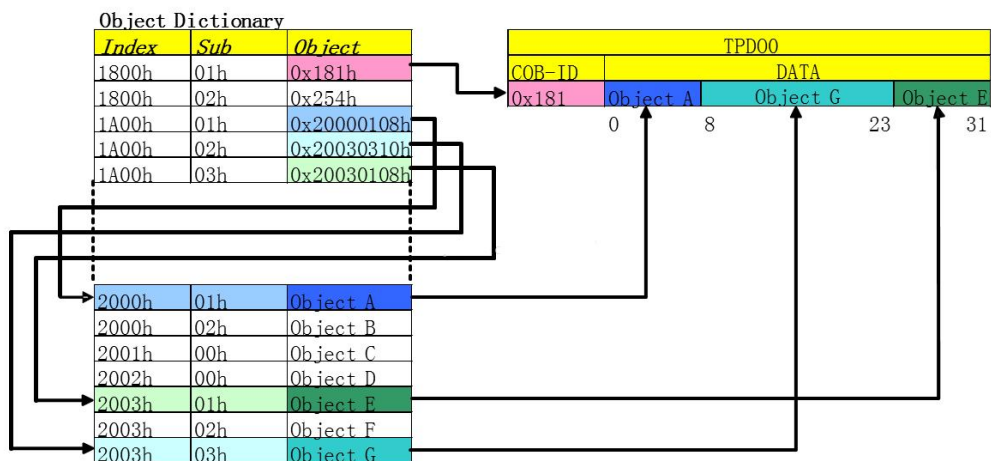 Object Dictionary
Index Sub Object
1800h 01h 0x181h
1800h 02h 0x254h
1A00h 01h 0x20000108h
1A00h 02h 0x20030310h
1A00h 03h 0x20030108h
2000h 01h Object A
2000h 02h Object B
2001h 00h Object C
2002h 00h Object D
2003h 01h Object E
2003h 02h Object F
2003h 03h Object G
TPDO0
COB-ID DATA
0x181 Object A Object G Object E
0 8 23 31